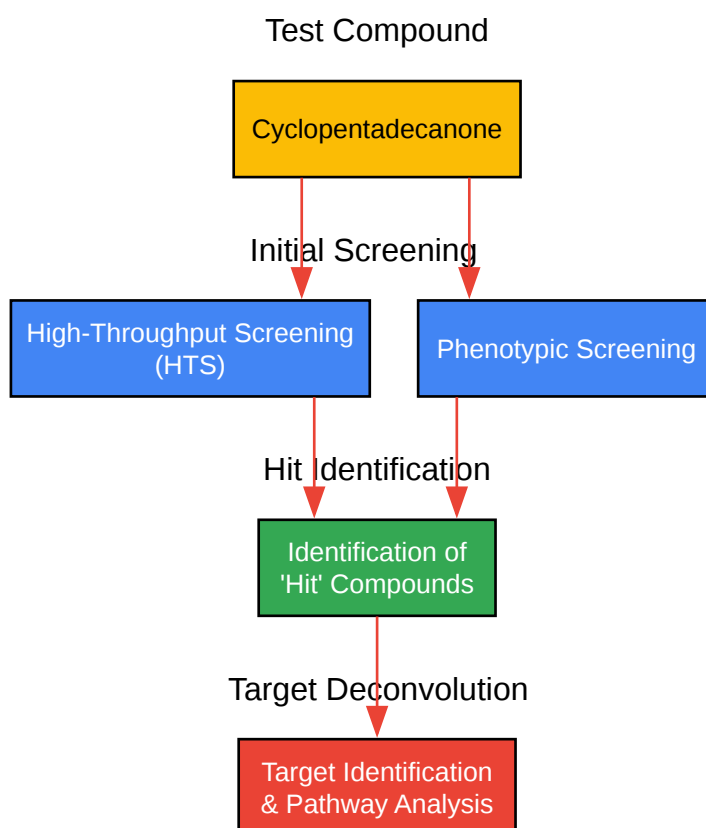 Test Compound
Cyclopentadecanone
Initial Screening
High-Throughput Screening
(HTS)
Phenotypic Screening
Hit Identification
Identification of
'Hit' Compounds
Target Deconvolution
Target Identification
& Pathway Analysis